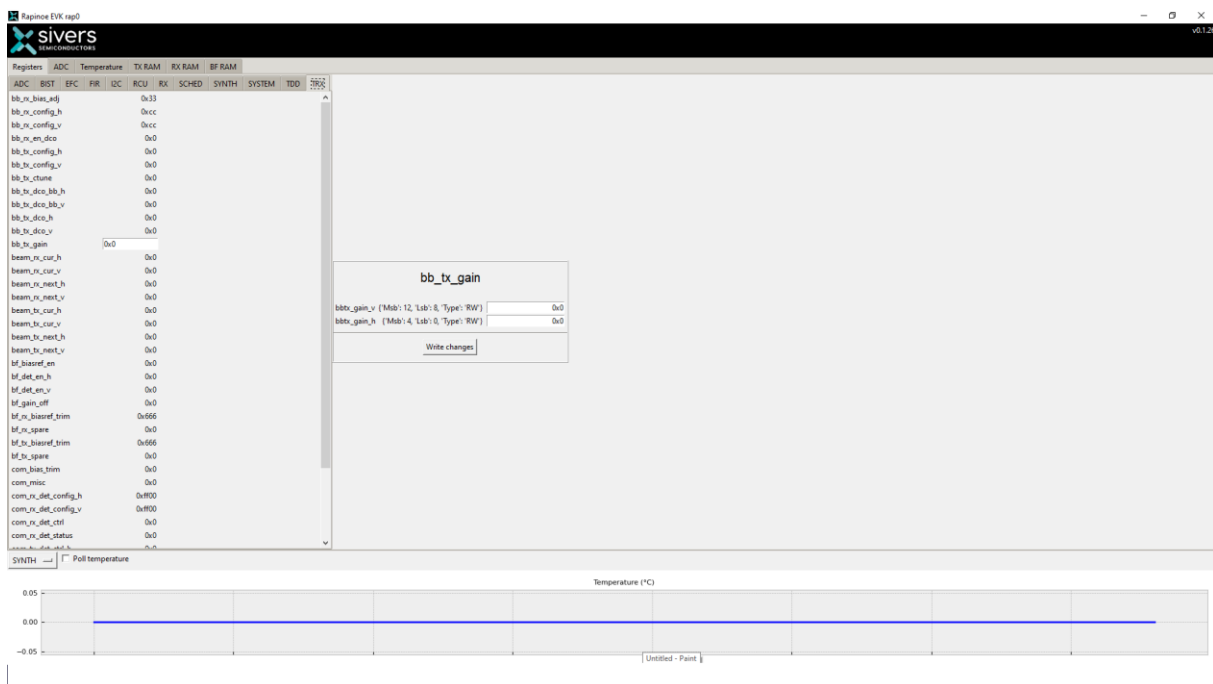 Rapinoe EVK rap0
sivers
SEMICONDUCTORS
v0.1.26
Registers ADC Temperature TX RAM RX RAM BF RAM
ADC BIST EFC FIR I2C RCU RX SCHED SYNTH SYSTEM TDD TRX
bb_rx_bias_adj 0x33
bb_rx_config_h 0xcc
bb_rx_config_v 0xcc
bb_rx_en_dco 0x0
bb_tx_config_h 0x0
bb_tx_config_v 0x0
bb_tx_ctune 0x0
bb_tx_dco_bb_h 0x0
bb_tx_dco_bb_v 0x0
bb_tx_dco_h 0x0
bb_tx_dco_v 0x0
bb_tx_gain 0x0
beam_rx_cur_h 0x0
beam_rx_cur_v 0x0
beam_rx_next_h 0x0
beam_rx_next_v 0x0
beam_tx_cur_h 0x0
beam_tx_cur_v 0x0
beam_tx_next_h 0x0
beam_tx_next_v 0x0
bf_biasref_en 0x0
bf_det_en_h 0x0
bf_det_en_v 0x0
bf_gain_off 0x0
bf_rx_biasref_trim 0x666
bf_rx_spare 0x0
bf_tx_biasref_trim 0x666
bf_tx_spare 0x0
com_bias_trim 0x0
com_misc 0x0
com_rx_det_config_h 0xff00
com_rx_det_config_v 0xff00
com_rx_det_ctrl 0x0
com_rx_det_status 0x0
bb_tx_gain
bbtx_gain_v {'Msb': 12, 'Lsb': 8, 'Type': 'RW'} 0x0
bbtx_gain_h {'Msb': 4, 'Lsb': 0, 'Type': 'RW'} 0x0
Write changes
SYNTH Poll temperature
Temperature (°C)
0.05
0.00
−0.05
Untitled - Paint